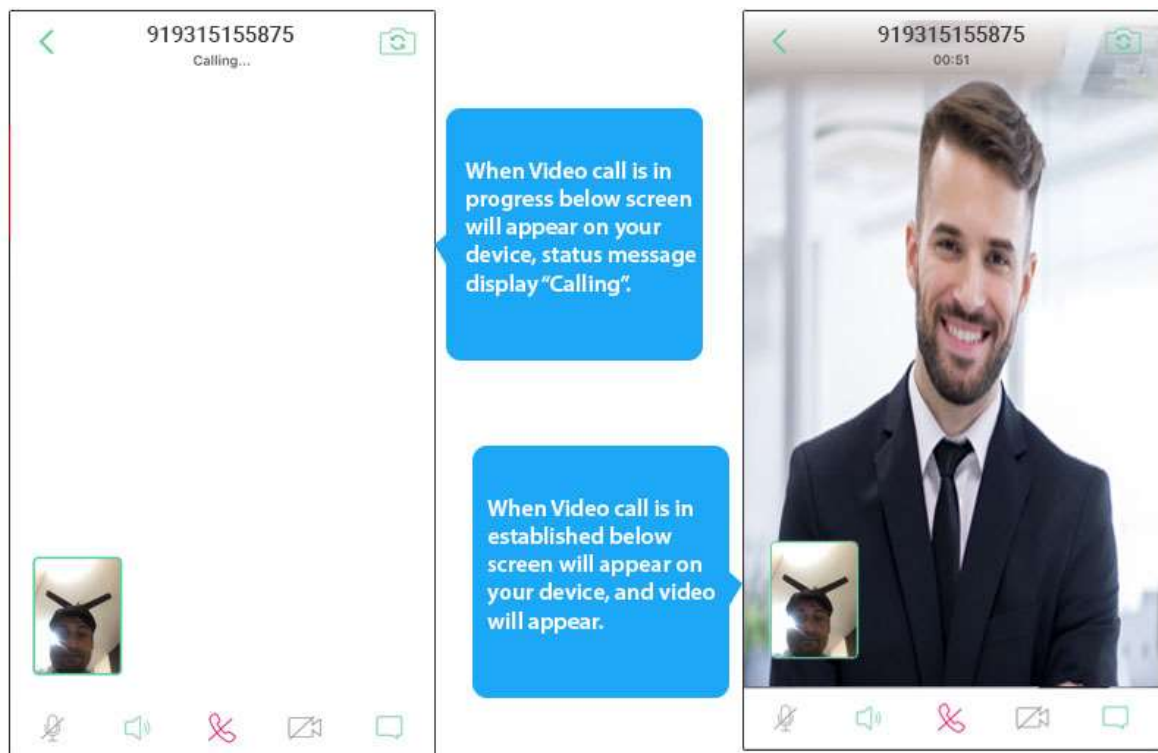 919315155875
Calling...
When Video call is in
progress below screen
will appear on your
device, status message
display “Calling”.
When Video call is in
established below
screen will appear on
your device, and video
will appear.
919315155875
00:51